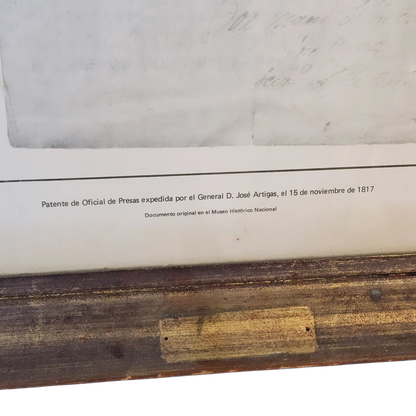 Patente de Oficial de Presas expedida por el General D. José Artigas, el 15 de noviembre de 1817
Documento original en el Museo Histórico Nacional